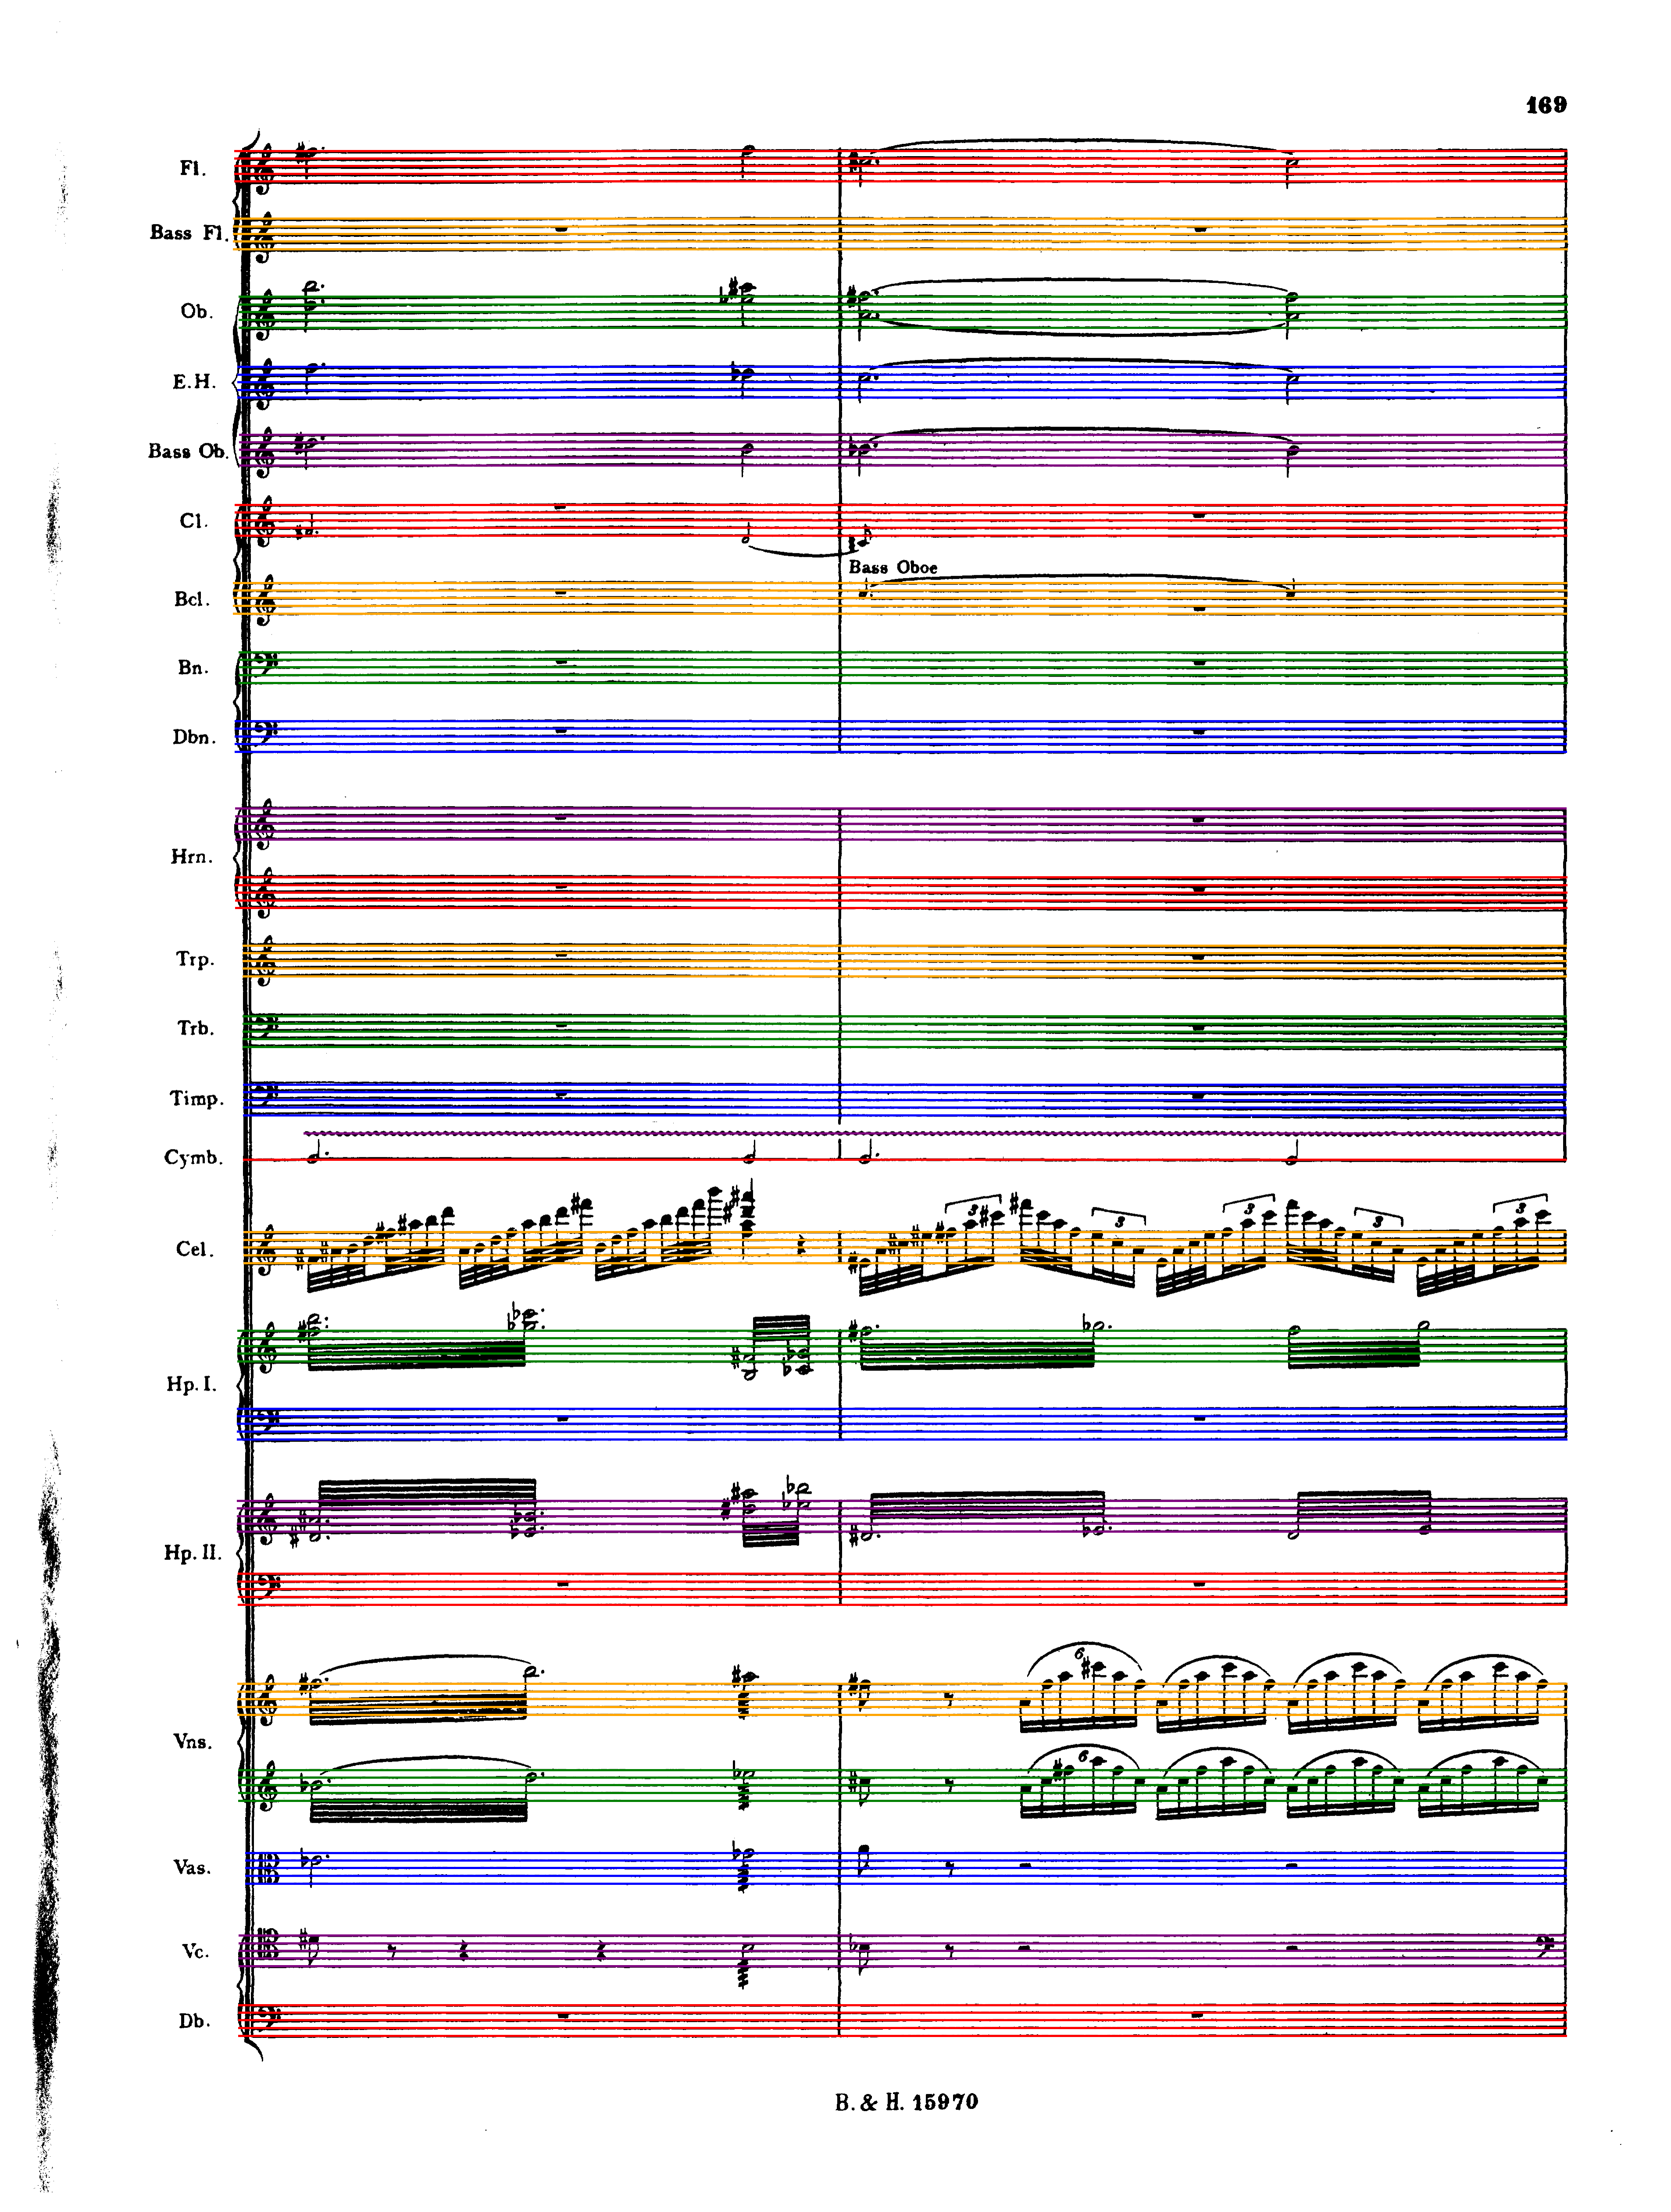 169
Fl.
Bass Fl.
Ob.
E.H.
Bass Ob.
Cl.
Bass Oboe
Bcl.
Bn.
Dbn.
Hrn.
Trp.
Trb.
Timp.
Cymb.
Cel.
3 3 3 3 3
Hp. I.
Hp. II.
6
Vns.
6
Vas.
Vc.
Db.
B. & H. 15970